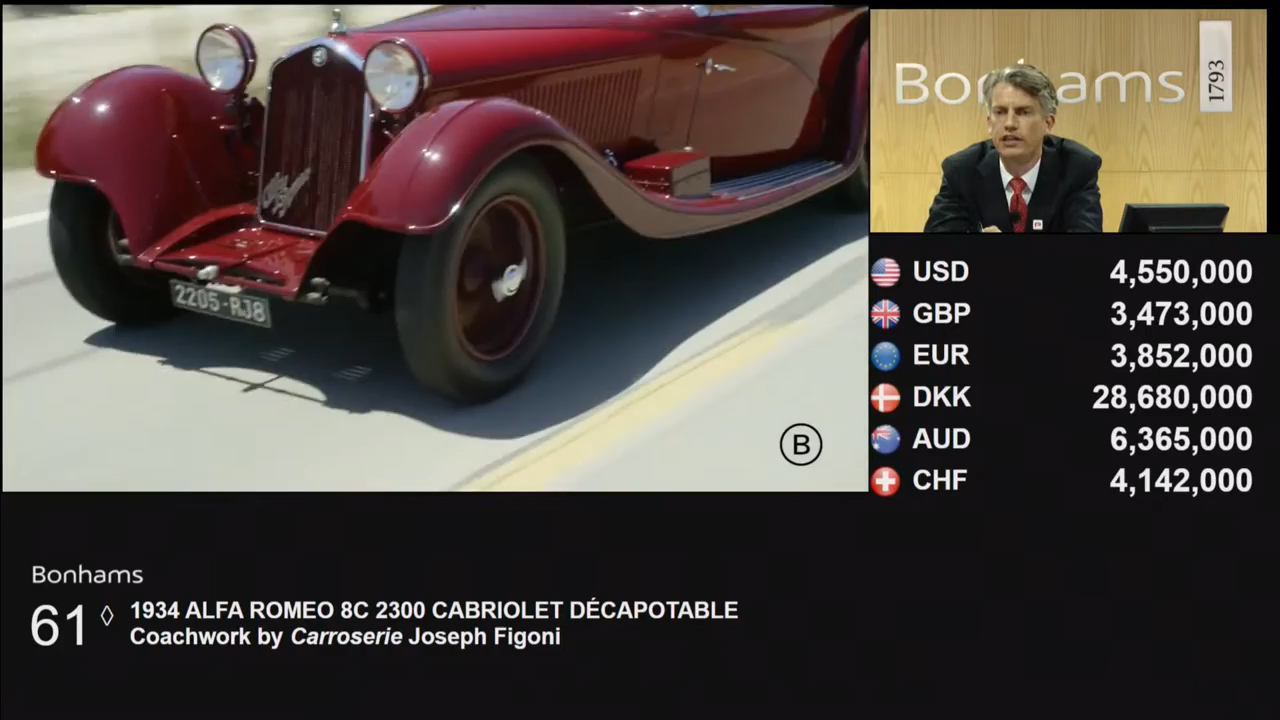 Bonhams
1793
Alfa
2205-RJ8
B
USD 4,550,000
GBP 3,473,000
EUR 3,852,000
DKK 28,680,000
AUD 6,365,000
CHF 4,142,000
Bonhams
61 ◊ 1934 ALFA ROMEO 8C 2300 CABRIOLET DÉCAPOTABLE
Coachwork by Carroserie Joseph Figoni